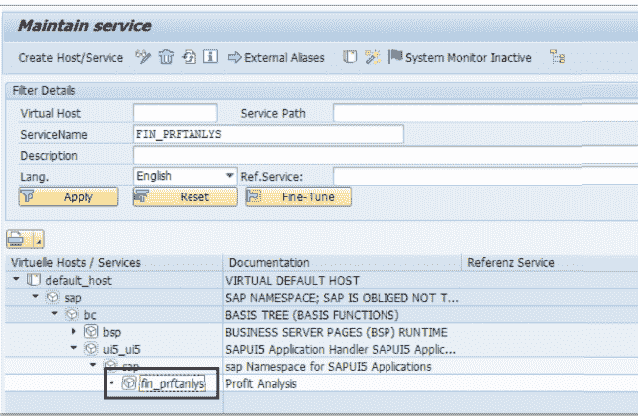 Maintain service
Create Host/Service External Aliases System Monitor Inactive
Filter Details
Virtual Host Service Path
ServiceName FIN_PRFTANLYS
Description
Lang. English Ref.Service:
Apply Reset Fine-Tune
Virtuelle Hosts / Services Documentation Referenz Service
default_host VIRTUAL DEFAULT HOST
sap SAP NAMESPACE; SAP IS OBLIGED NOT T...
bc BASIS TREE (BASIS FUNCTIONS)
bsp BUSINESS SERVER PAGES (BSP) RUNTIME
ui5_ui5 SAPUI5 Application Handler SAPUI5 Applic...
sap sap Namespace for SAPUI5 Applications
fin_prftanlys Profit Analysis